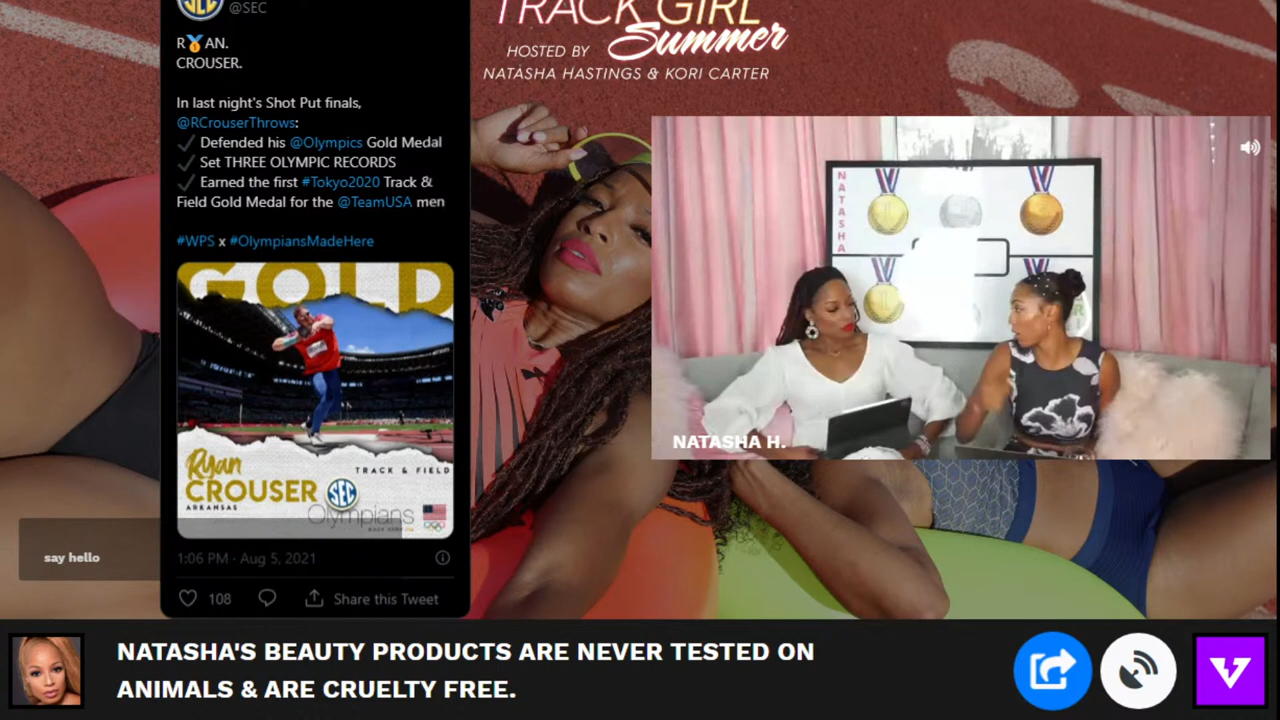 SEC
@SEC
R🥇AN.
CROUSER.
In last night's Shot Put finals,
@RCrouserThrows:
✓ Defended his @Olympics Gold Medal
✓ Set THREE OLYMPIC RECORDS
✓ Earned the first #Tokyo2020 Track &
Field Gold Medal for the @TeamUSA men
#WPS x #OlympiansMadeHere
GOLD
Ryan
CROUSER
ARKANSAS
TRACK & FIELD
SEC
Olympians
1:06 PM · Aug 5, 2021
108
Share this Tweet
say hello
TRACK GIRL
Summer
HOSTED BY
NATASHA HASTINGS & KORI CARTER
NATASHA
NATASHA H.
NATASHA'S BEAUTY PRODUCTS ARE NEVER TESTED ON
ANIMALS & ARE CRUELTY FREE.